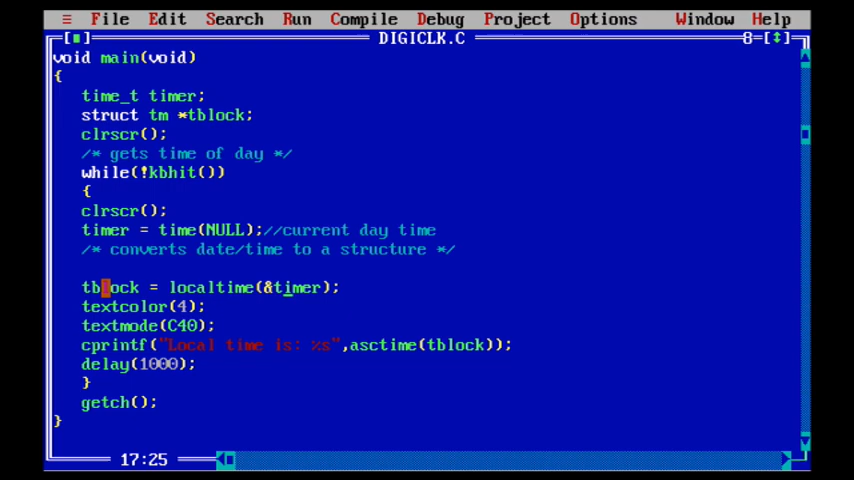 ≡ File Edit Search Run Compile Debug Project Options Window Help
[■] DIGICLK.C 8=[↕]
void main(void)
{
time_t timer;
struct tm *tblock;
clrscr();
/* gets time of day */
while(!kbhit())
{
clrscr();
timer = time(NULL);//current day time
/* converts date/time to a structure */
tblock = localtime(&timer);
textcolor(4);
textmode(C40);
cprintf("Local time is: %s",asctime(tblock));
delay(1000);
}
getch();
}
17:25